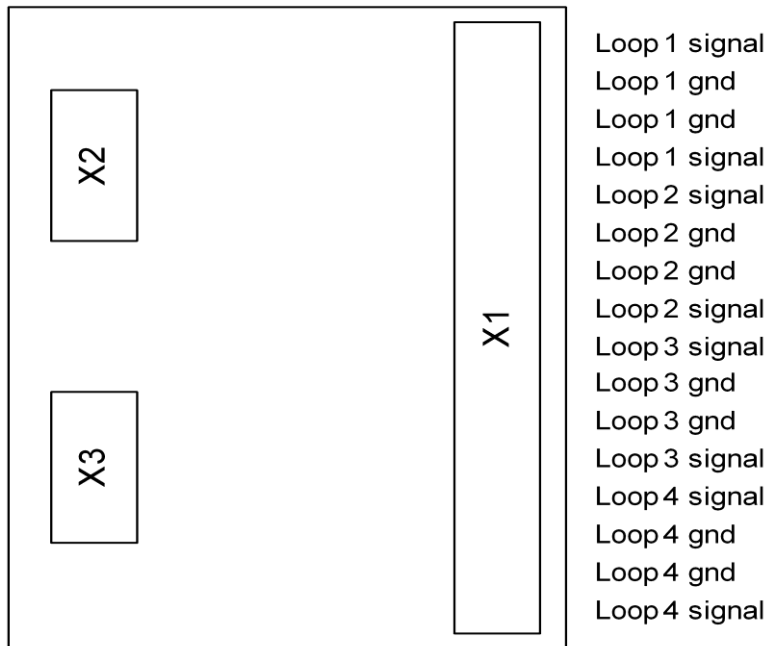 X2
X3
X1
Loop 1 signal
Loop 1 gnd
Loop 1 gnd
Loop 1 signal
Loop 2 signal
Loop 2 gnd
Loop 2 gnd
Loop 2 signal
Loop 3 signal
Loop 3 gnd
Loop 3 gnd
Loop 3 signal
Loop 4 signal
Loop 4 gnd
Loop 4 gnd
Loop 4 signal